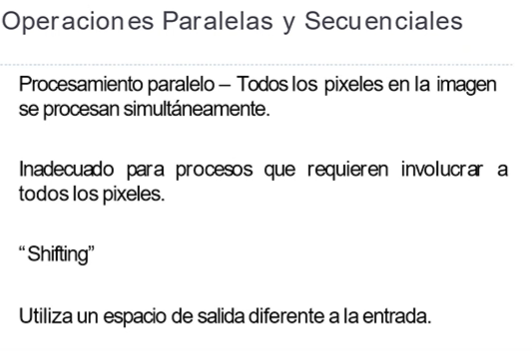 Operaciones Paralelas y Secuenciales
Procesamiento paralelo – Todos los pixeles en la imagen
se procesan simultáneamente.
Inadecuado para procesos que requieren involucrar a
todos los pixeles.
“Shifting”
Utiliza un espacio de salida diferente a la entrada.